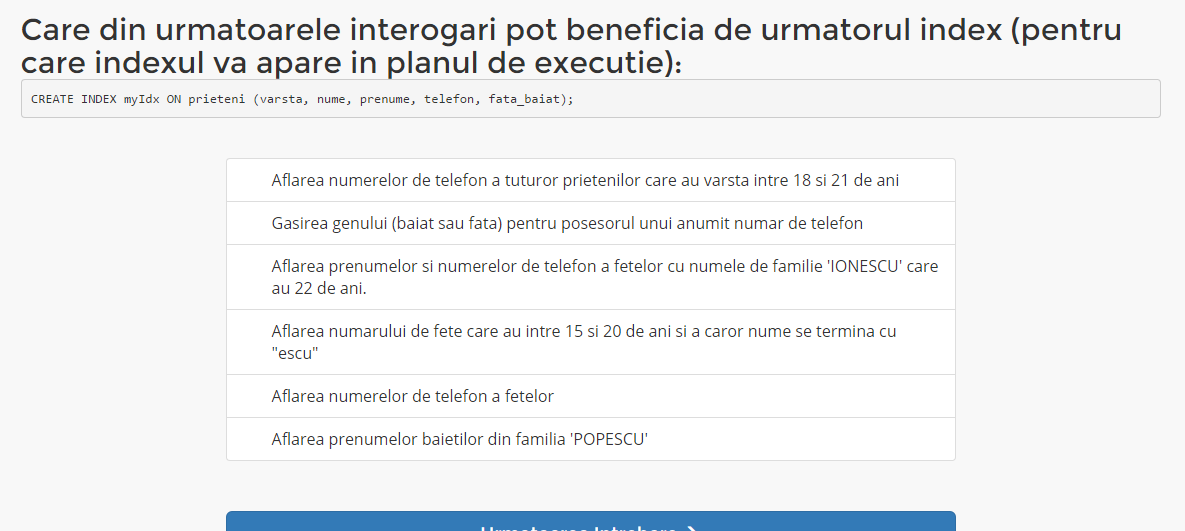 Care din urmatoarele interogari pot beneficia de urmatorul index (pentru
care indexul va apare in planul de executie):
CREATE INDEX myIdx ON prieteni (varsta, nume, prenume, telefon, fata_baiat);
Aflarea numerelor de telefon a tuturor prietenilor care au varsta intre 18 si 21 de ani
Gasirea genului (baiat sau fata) pentru posesorul unui anumit numar de telefon
Aflarea prenumelor si numerelor de telefon a fetelor cu numele de familie 'IONESCU' care
au 22 de ani.
Aflarea numarului de fete care au intre 15 si 20 de ani si a caror nume se termina cu
"escu"
Aflarea numerelor de telefon a fetelor
Aflarea prenumelor baietilor din familia 'POPESCU'
Urmatoarea Intrebare